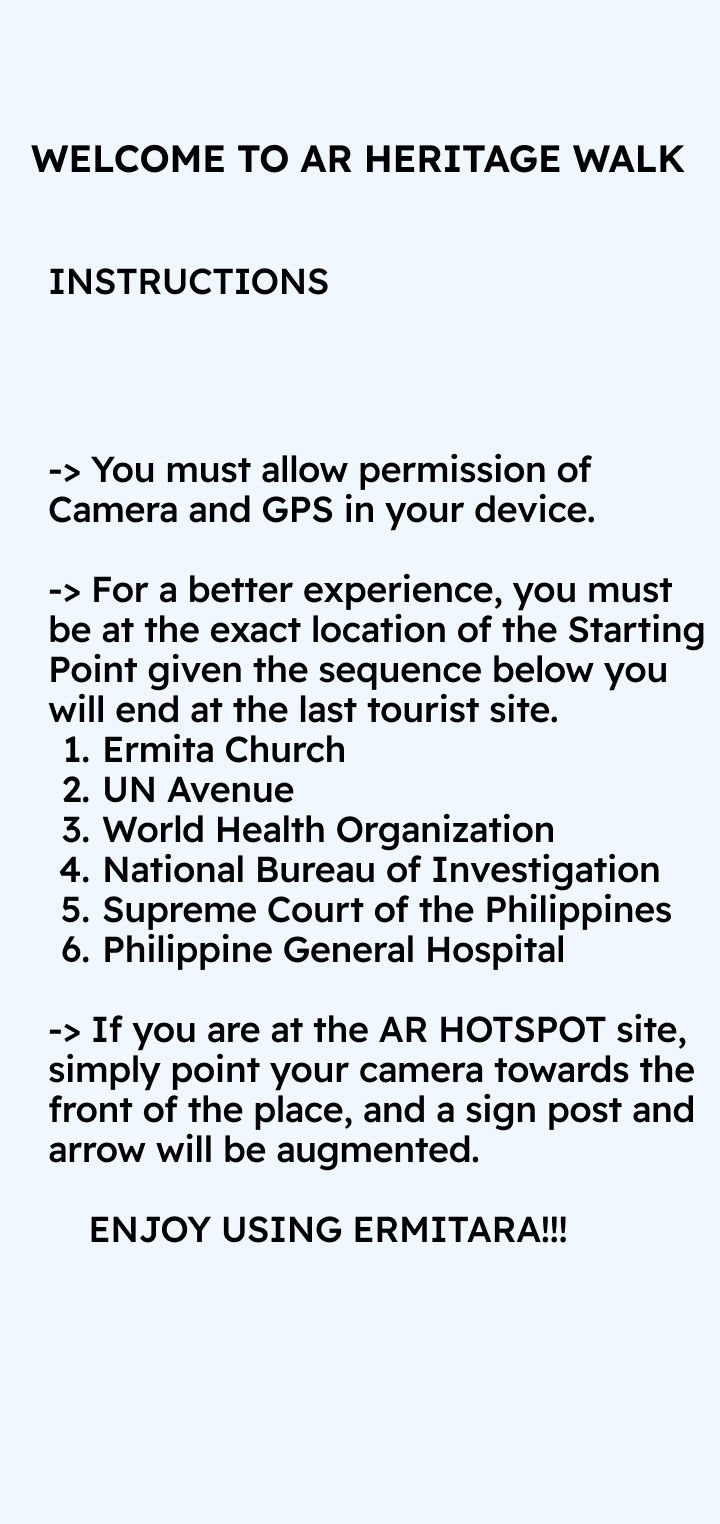 WELCOME TO AR HERITAGE WALK
INSTRUCTIONS
-> You must allow permission of
Camera and GPS in your device.
-> For a better experience, you must
be at the exact location of the Starting
Point given the sequence below you
will end at the last tourist site.
1. Ermita Church
2. UN Avenue
3. World Health Organization
4. National Bureau of Investigation
5. Supreme Court of the Philippines
6. Philippine General Hospital
-> If you are at the AR HOTSPOT site,
simply point your camera towards the
front of the place, and a sign post and
arrow will be augmented.
ENJOY USING ERMITARA!!!